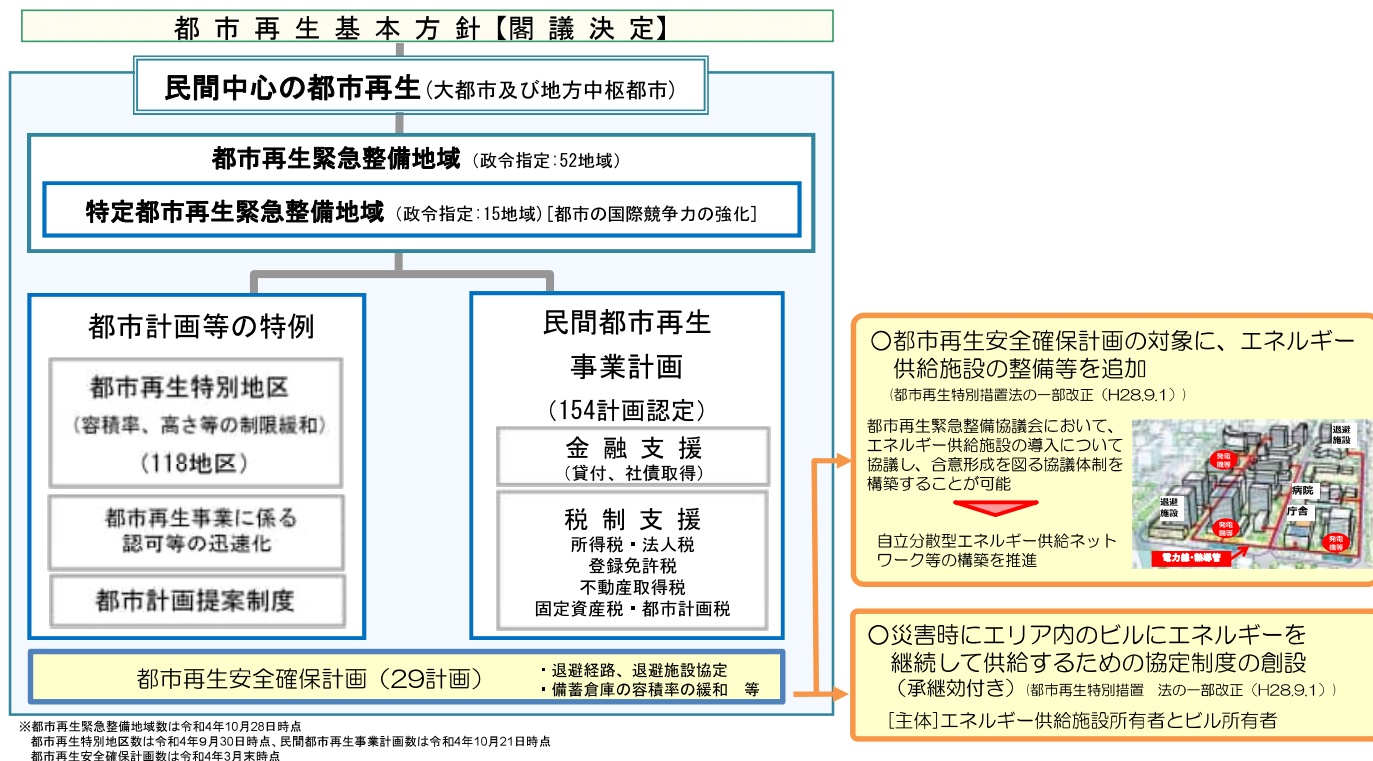 都市再生基本方針【閣議決定】
民間中心の都市再生(大都市及び地方中枢都市)
都市再生緊急整備地域（政令指定：52地域）
特定都市再生緊急整備地域（政令指定：15地域）[都市の国際競争力の強化]
都市計画等の特例
都市再生特別地区
(容積率、高さ等の制限緩和)
(118地区)
都市再生事業に係る
認可等の迅速化
都市計画提案制度
民間都市再生
事業計画
(154計画認定)
金融支援
(貸付、社債取得)
税制支援
所得税・法人税
登録免許税
不動産取得税
固定資産税・都市計画税
都市再生安全確保計画（29計画）
・退避経路、退避施設協定
・備蓄倉庫の容積率の緩和　等
〇都市再生安全確保計画の対象に、エネルギー
供給施設の整備等を追加
(都市再生特別措置法の一部改正（H28.9.1）)
都市再生緊急整備協議会において、
エネルギー供給施設の導入について
協議し、合意形成を図る協議体制を
構築することが可能
自立分散型エネルギー供給ネット
ワーク等の構築を推進
退避
施設
発電
機等
退避
施設
病院
庁舎
発電
機等
発電
機等
電力線・熱導管
〇災害時にエリア内のビルにエネルギーを
継続して供給するための協定制度の創設
（承継効付き）(都市再生特別措置　法の一部改正（H28.9.1）)
[主体]エネルギー供給施設所有者とビル所有者
※都市再生緊急整備地域数は令和4年10月28日時点
都市再生特別地区数は令和4年9月30日時点、民間都市再生事業計画数は令和4年10月21日時点
都市再生安全確保計画数は令和4年3月末時点